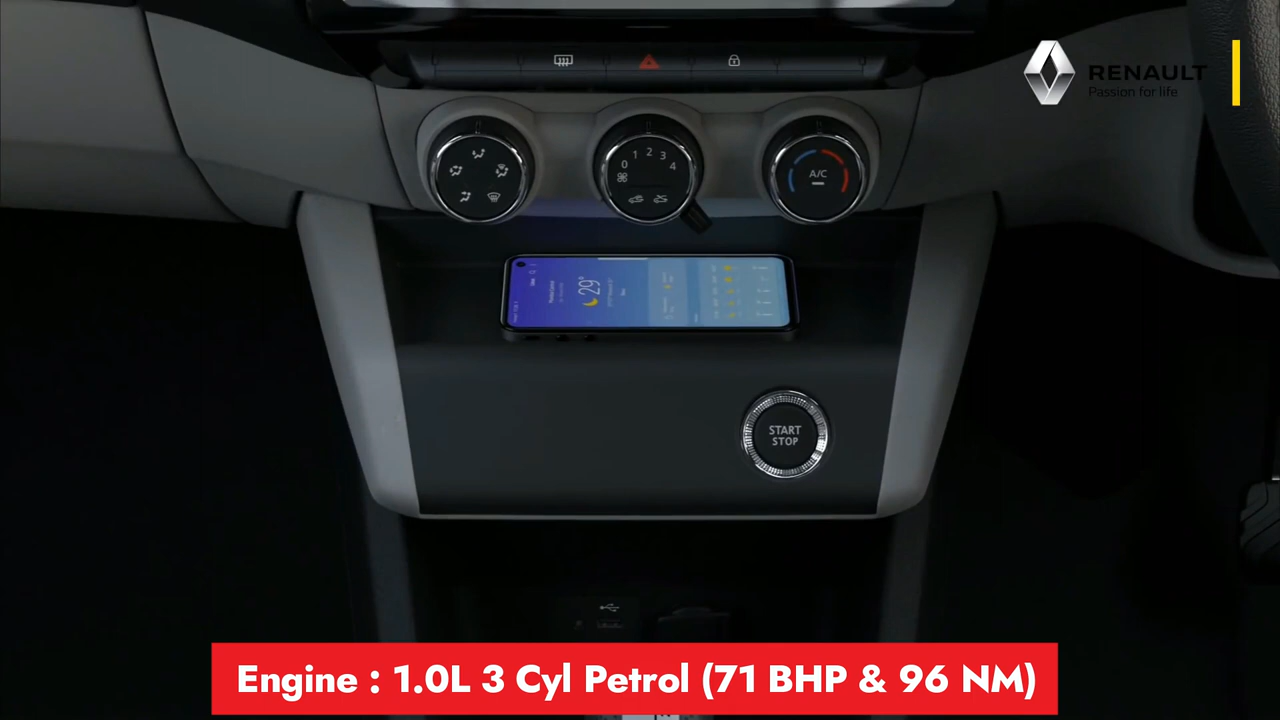 RENAULT
Passion for life
0 1 2 3 4
A/C
29°
START
STOP
Engine : 1.0L 3 Cyl Petrol (71 BHP & 96 NM)